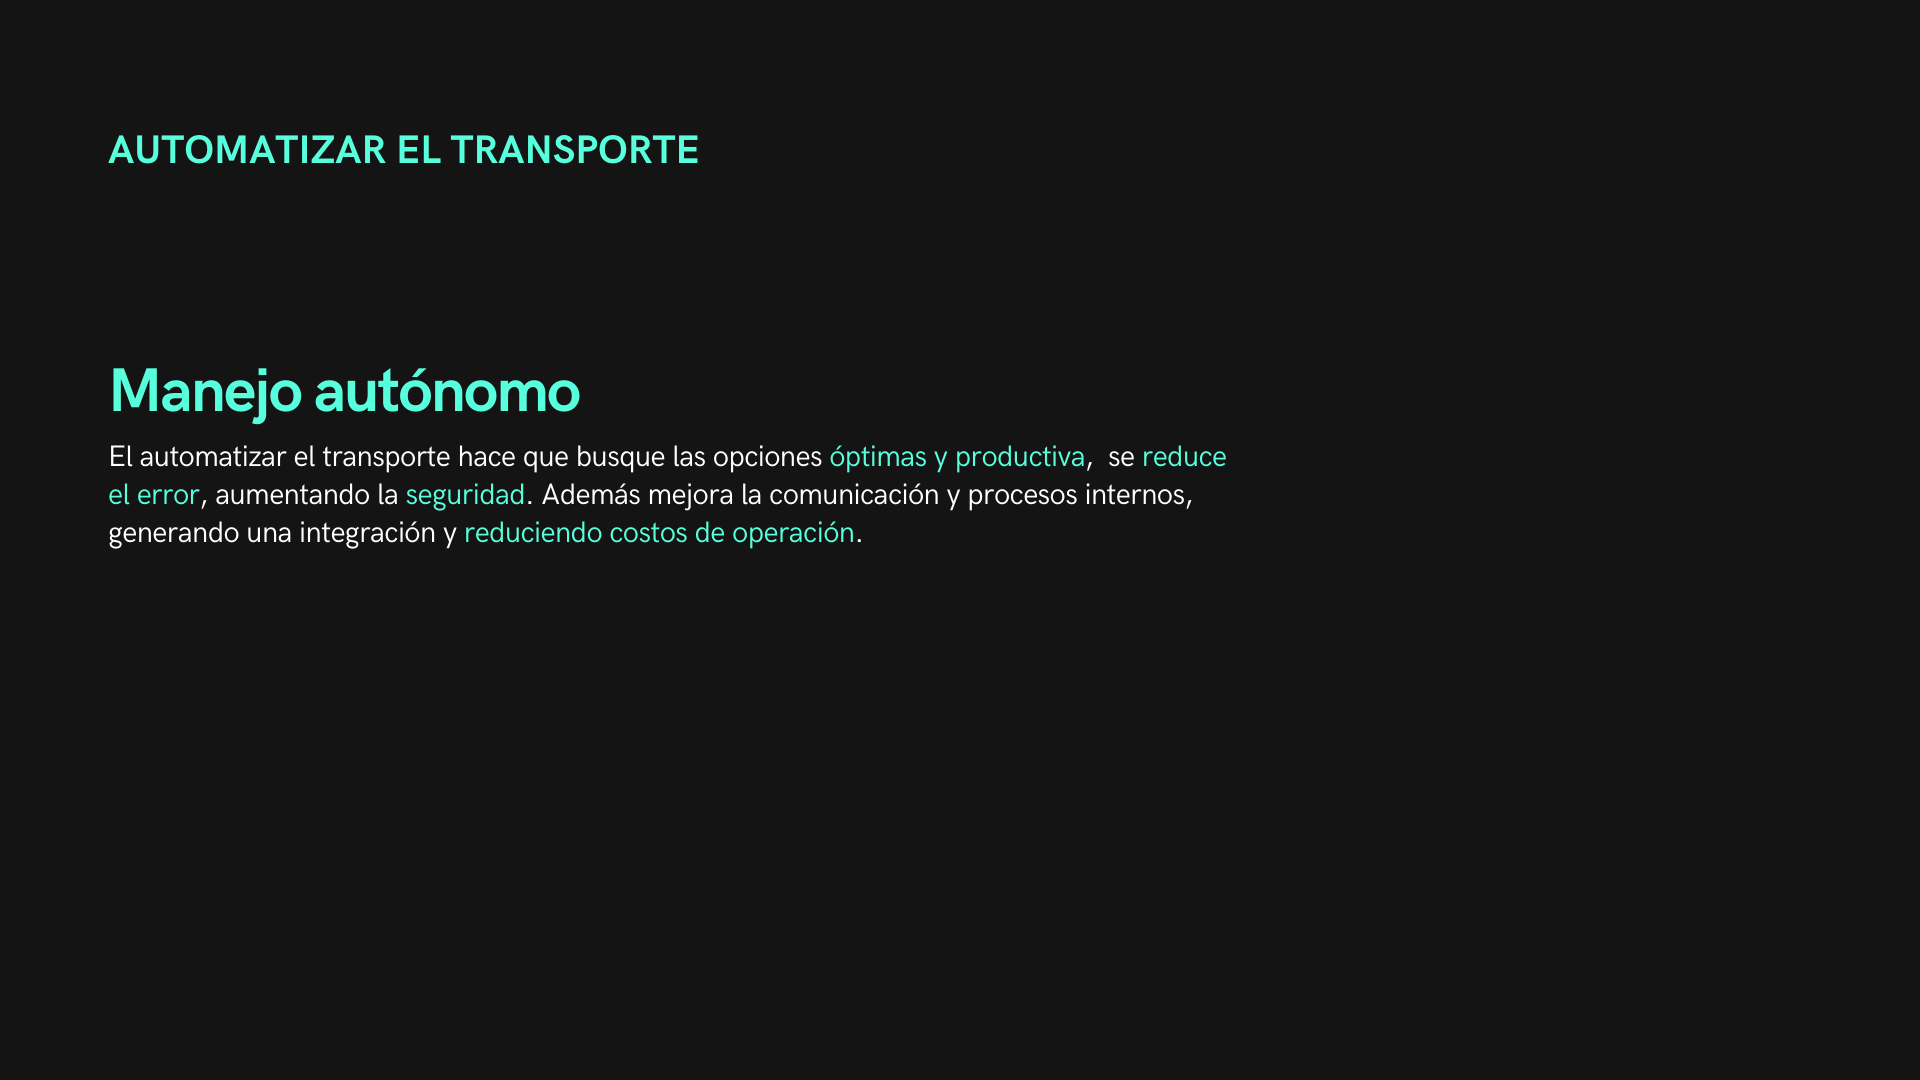 AUTOMATIZAR EL TRANSPORTE
Manejo autónomo
El automatizar el transporte hace que busque las opciones óptimas y productiva,  se reduce
el error, aumentando la seguridad. Además mejora la comunicación y procesos internos,
generando una integración y reduciendo costos de operación.